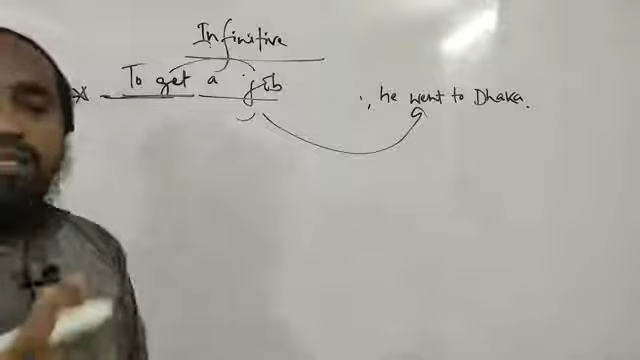 Infinitive
* To get a job , he went to Dhaka.